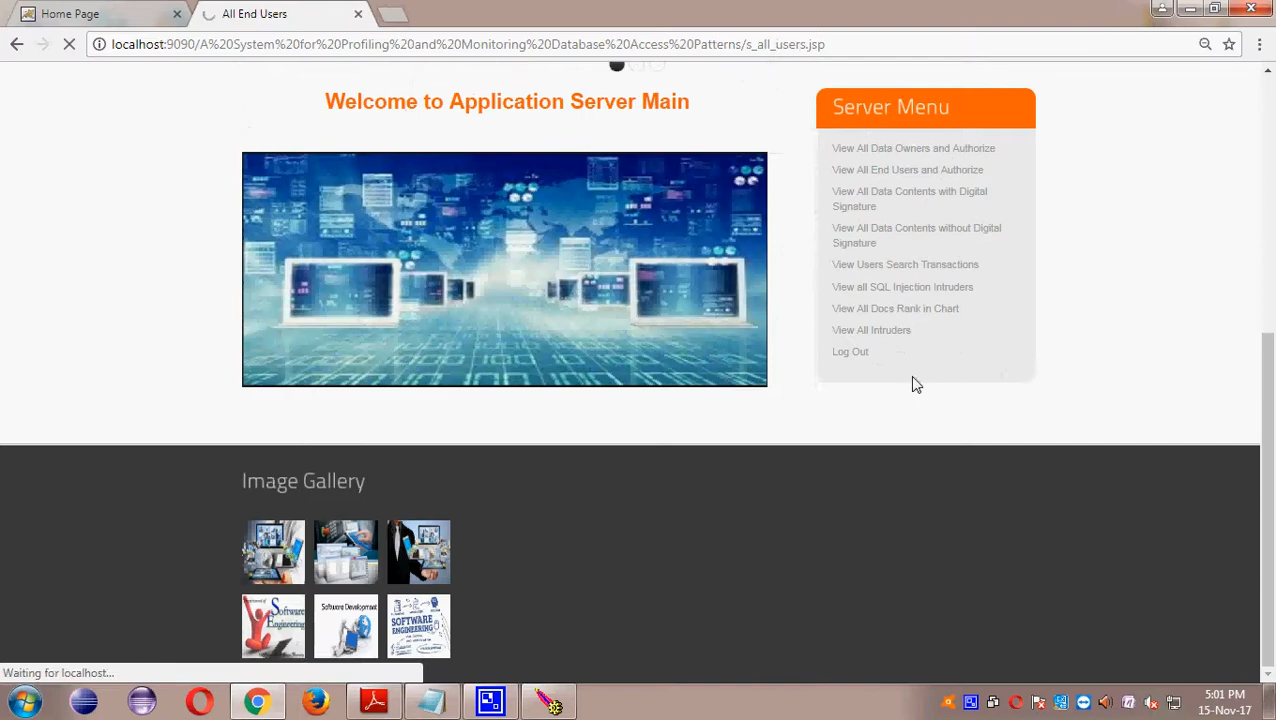 Home Page
All End Users
localhost:9090/A%20System%20for%20Profiling%20and%20Monitoring%20Database%20Access%20Patterns/s_all_users.jsp
Welcome to Application Server Main
Server Menu
View All Data Owners and Authorize
View All End Users and Authorize
View All Data Contents with Digital
Signature
View All Data Contents without Digital
Signature
View Users Search Transactions
View all SQL Injection Intruders
View All Docs Rank in Chart
View All Intruders
Log Out
Image Gallery
Software
Engineering
Software Development
SOFTWARE
ENGINEERING
Waiting for localhost...
5:01 PM
15-Nov-17